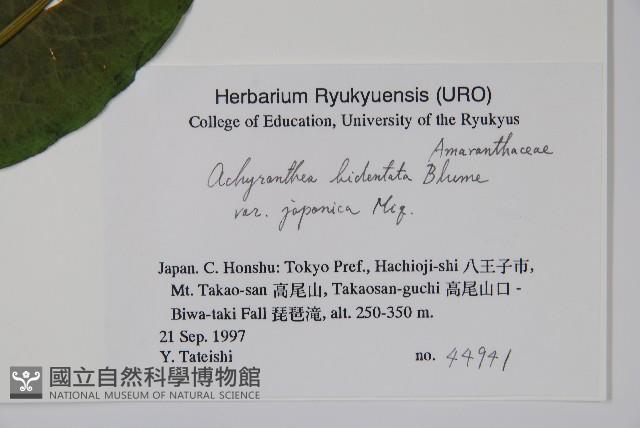 Herbarium Ryukyuensis (URO)
College of Education, University of the Ryukyus
Amaranthaceae
Achyranthea bidentata Blume
var. japonica Miq.
Japan. C. Honshu: Tokyo Pref., Hachioji-shi 八王子市,
Mt. Takao-san 高尾山, Takaosan-guchi 高尾山口 -
Biwa-taki Fall 琵琶滝, alt. 250-350 m.
21 Sep. 1997
Y. Tateishi no. 44941
國立自然科學博物館
NATIONAL MUSEUM OF NATURAL SCIENCE